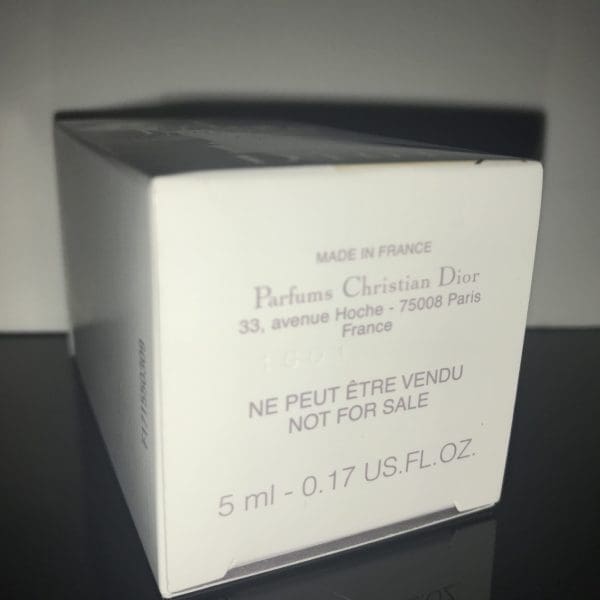 MADE IN FRANCE
Parfums Christian Dior
33, avenue Hoche - 75008 Paris
France
NE PEUT ÊTRE VENDU
NOT FOR SALE
5 ml - 0.17 US.FL.OZ.